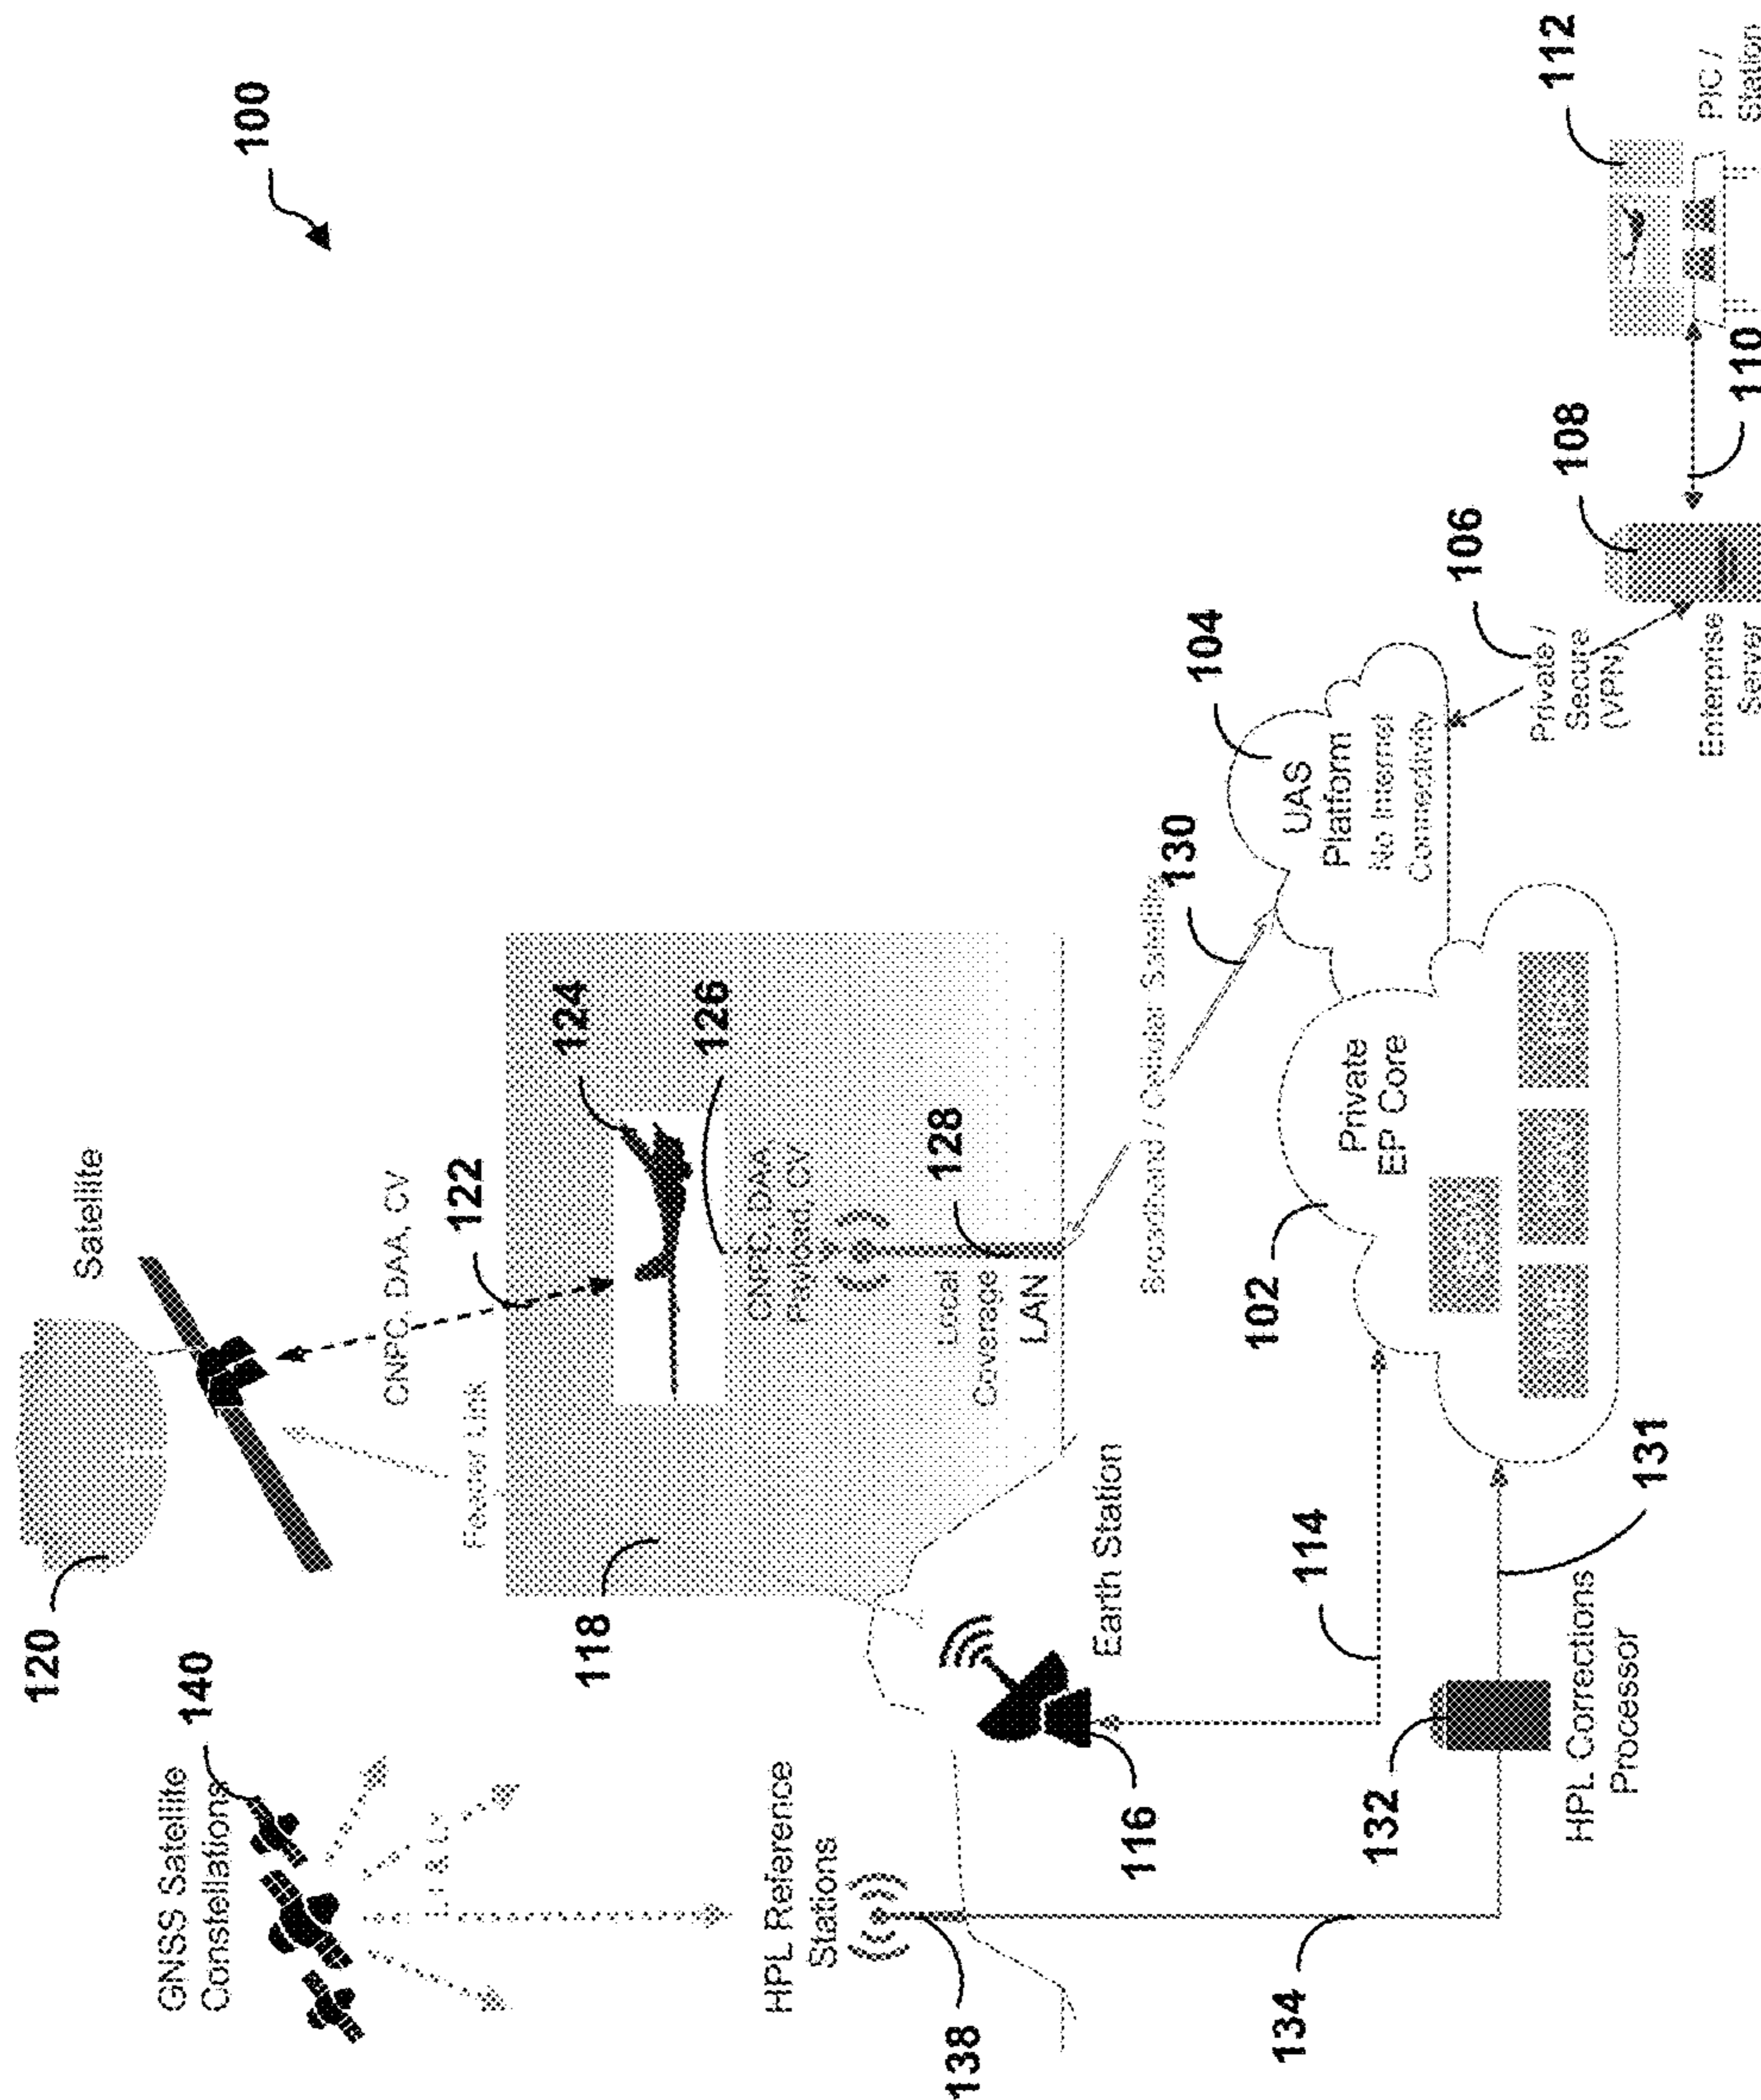 100
120
Satellite
140
GNSS Satellite
Constellations
CNPC, DAA, CV
122
Feeder Link
L1 & L5
118
124
126
CNPC, DAA,
Payload, CV
Local
Coverage
LAN
128
HPL Reference
Stations
138
Earth Station
116
114
134
132
HPL Corrections
Processor
131
102
Private
EP Core
Broadband / Cellular Satellite
130
104
UAS
Platform
No Internet
Connectivity
106
Private /
Secure
(VPN)
108
Enterprise
Server
110
112
PIC /
Station